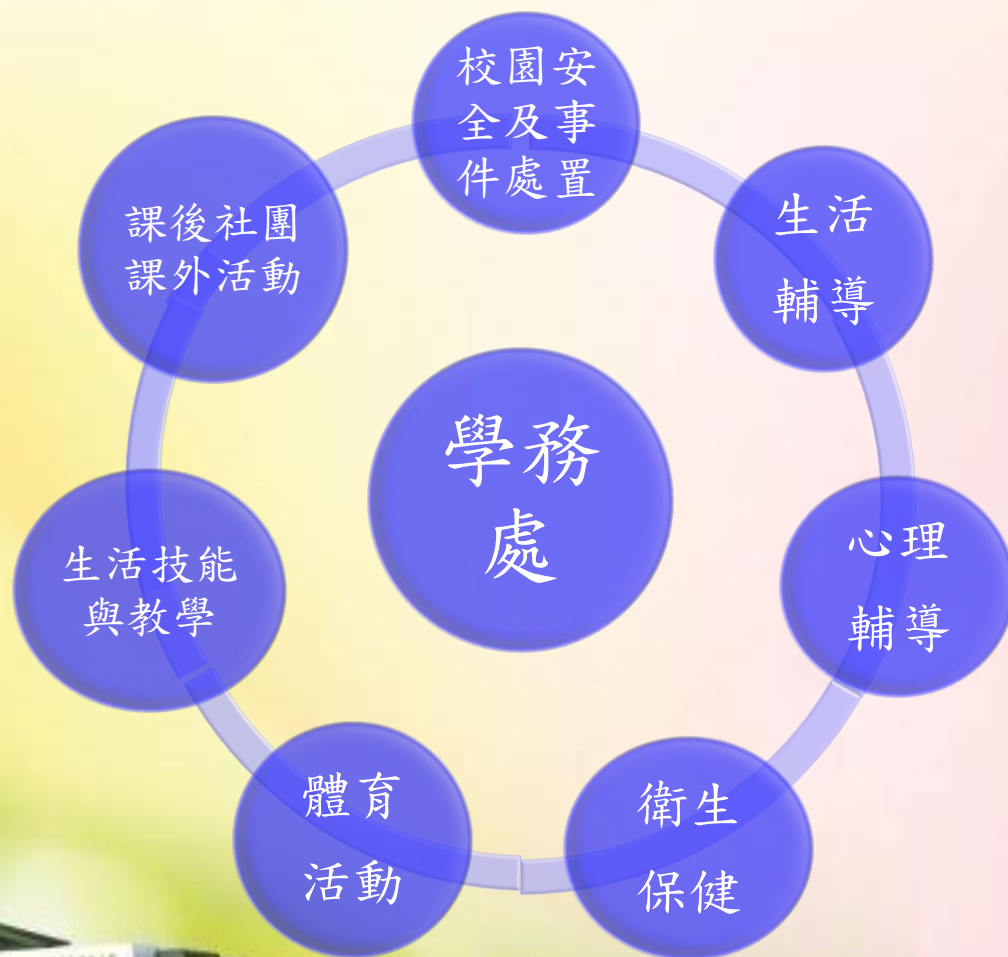 校園安
全及事
件處置
生活
輔導
心理
輔導
衛生
保健
體育
活動
生活技能
與教學
課後社團
課外活動
學務
處